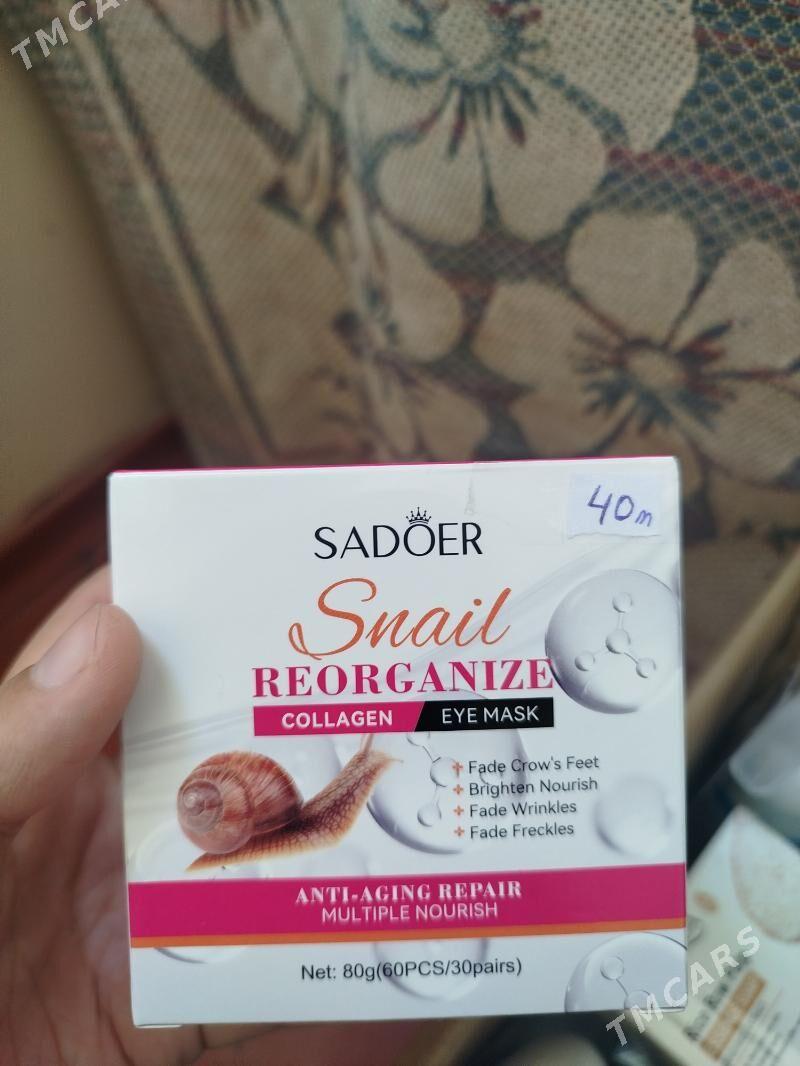 TMCARS
SADOER
40m
Snail
REORGANIZE
COLLAGEN EYE MASK
+ Fade Crow's Feet
+ Brighten Nourish
+ Fade Wrinkles
+ Fade Freckles
ANTI-AGING REPAIR
MULTIPLE NOURISH
Net: 80g(60PCS/30pairs)
TMCARS